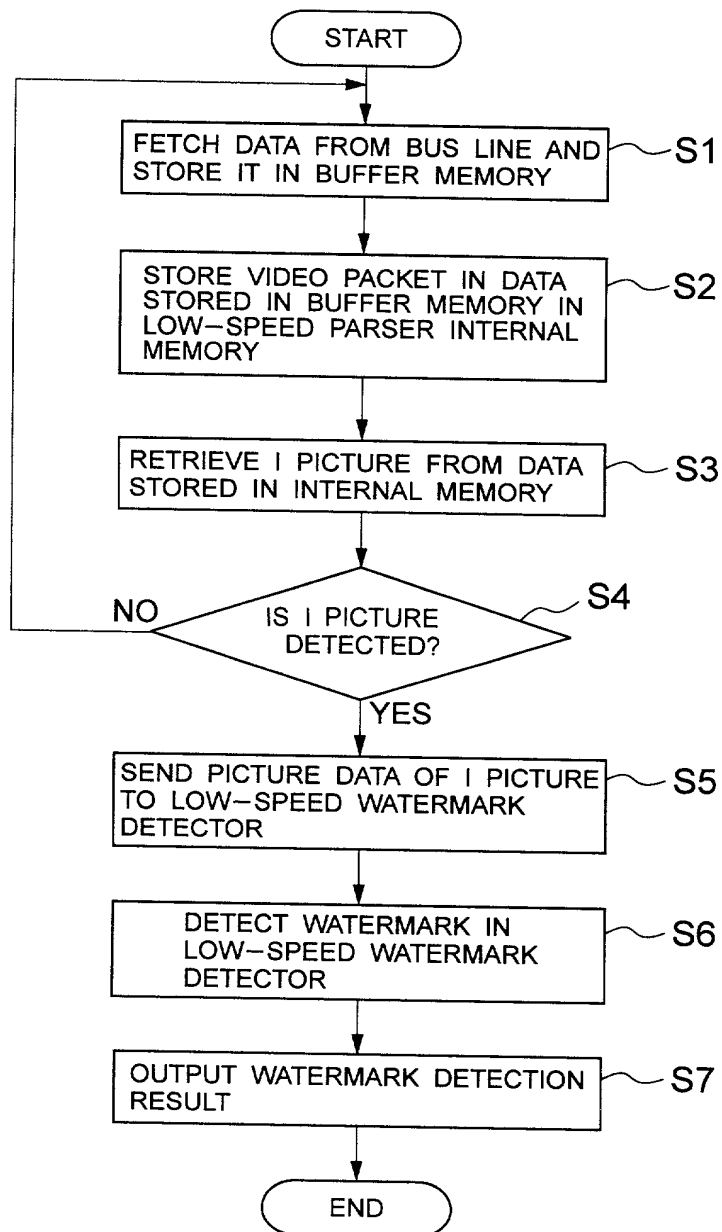 START
FETCH DATA FROM BUS LINE AND
STORE IT IN BUFFER MEMORY
S1
STORE VIDEO PACKET IN DATA
STORED IN BUFFER MEMORY IN
LOW-SPEED PARSER INTERNAL
MEMORY
S2
RETRIEVE I PICTURE FROM DATA
STORED IN INTERNAL MEMORY
S3
IS I PICTURE
DETECTED?
S4
NO
YES
SEND PICTURE DATA OF I PICTURE
TO LOW-SPEED WATERMARK
DETECTOR
S5
DETECT WATERMARK IN
LOW-SPEED WATERMARK
DETECTOR
S6
OUTPUT WATERMARK DETECTION
RESULT
S7
END